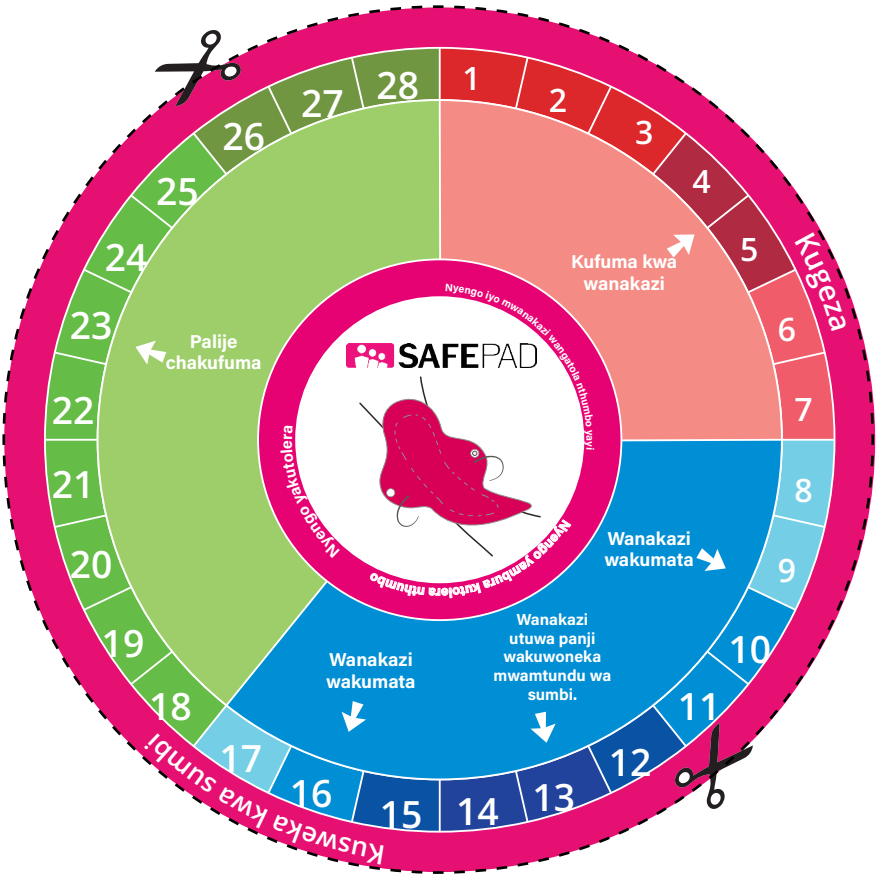 1
2
3
4
5
6
7
8
9
10
11
12
13
14
15
16
17
18
19
20
21
22
23
24
25
26
27
28
Kugeza
Kusweka kwa sumbi
Kufuma kwa
wanakazi
Wanakazi
wakumata
Wanakazi
utuwa panji
wakuwoneka
mwamtundu wa
sumbi.
Wanakazi
wakumata
Palije
chakufuma
Nyengo iyo mwanakazi wangatola nthumbo yayi
Nyengo yambura kutolera nthumbo
Nyengo yakutolera
SAFEPAD